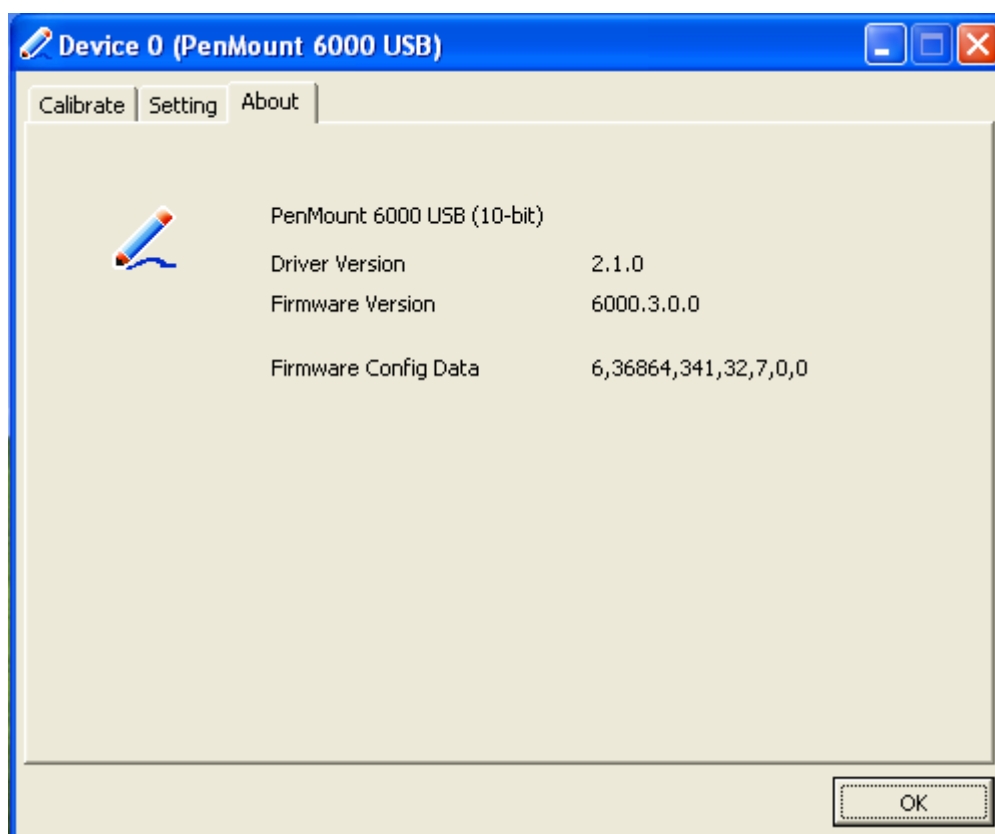 Device 0 (PenMount 6000 USB)
Calibrate Setting About
PenMount 6000 USB (10-bit)
Driver Version 2.1.0
Firmware Version 6000.3.0.0
Firmware Config Data 6,36864,341,32,7,0,0
OK